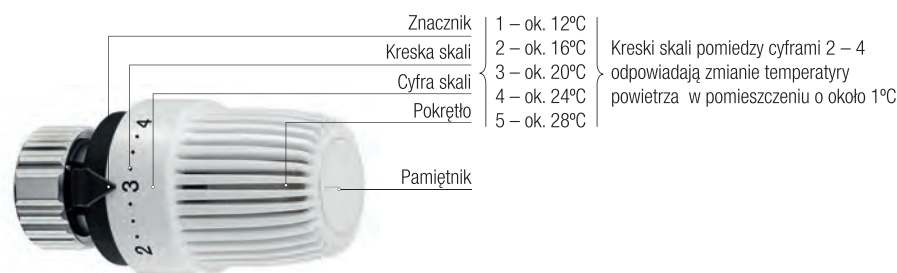 Znacznik
Kreska skali
Cyfra skali
Pokrętło
Pamiętnik
1 – ok. 12ºC
2 – ok. 16ºC
3 – ok. 20ºC
4 – ok. 24ºC
5 – ok. 28ºC
Kreski skali pomiedzy cyframi 2 – 4
odpowiadają zmianie temperatyry
powietrza w pomieszczeniu o około 1ºC
2 · · · 3 · · · 4